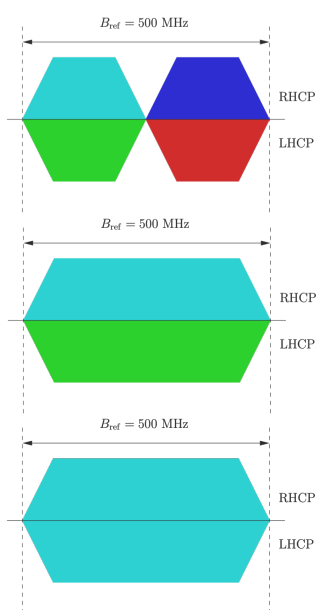 B_ref = 500 MHz
RHCP
LHCP
B_ref = 500 MHz
RHCP
LHCP
B_ref = 500 MHz
RHCP
LHCP